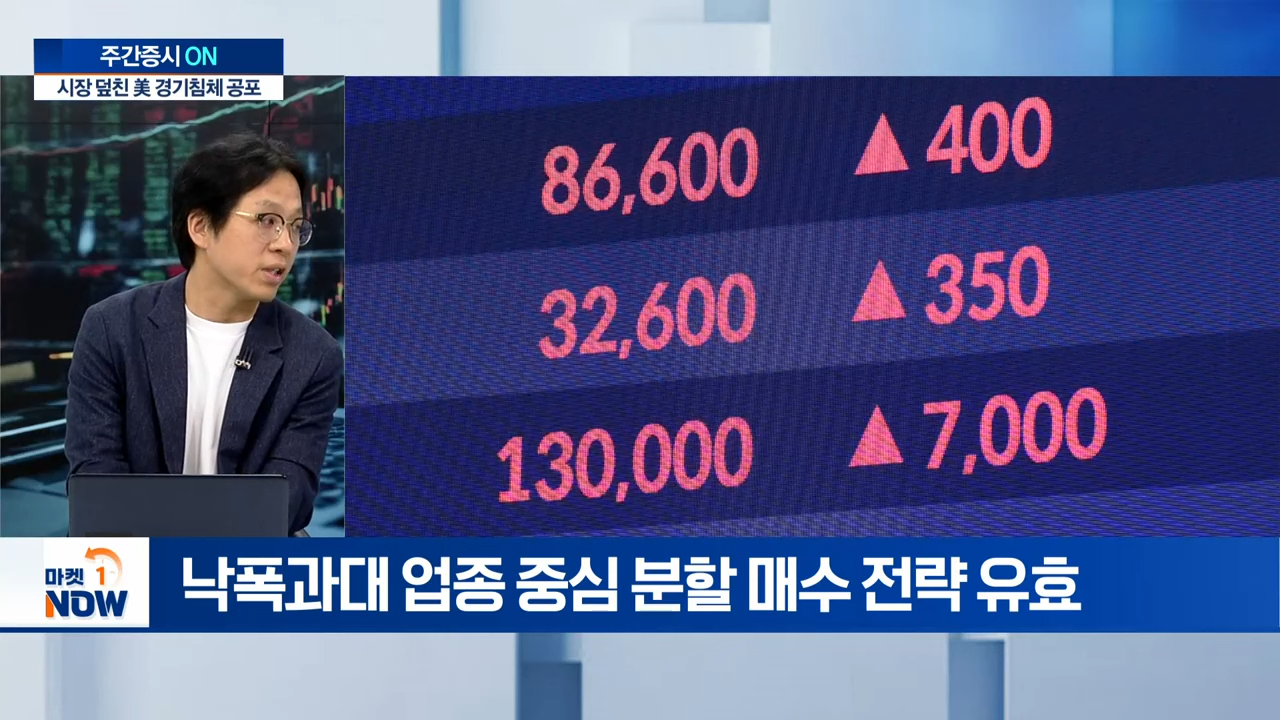 주간증시 ON
시장 덮친 美 경기침체 공포
86,600 ▲ 400
32,600 ▲ 350
130,000 ▲ 7,000
마켓 1
NOW
낙폭과대 업종 중심 분할 매수 전략 유효